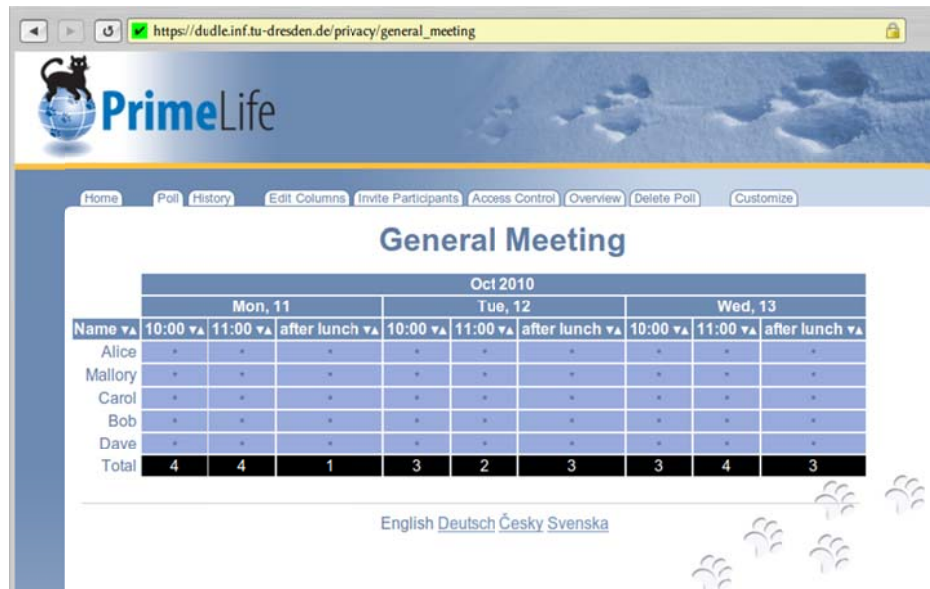 https://dudle.inf.tu-dresden.de/privacy/general_meeting
PrimeLife
Home Poll History Edit Columns Invite Participants Access Control Overview Delete Poll Customize
General Meeting
Oct 2010
Mon, 11 Tue, 12 Wed, 13
Name ▾▴ 10:00 ▾▴ 11:00 ▾▴ after lunch ▾▴ 10:00 ▾▴ 11:00 ▾▴ after lunch ▾▴ 10:00 ▾▴ 11:00 ▾▴ after lunch ▾▴
Alice
Mallory
Carol
Bob
Dave
Total 4 4 1 3 2 3 3 4 3
English Deutsch Česky Svenska